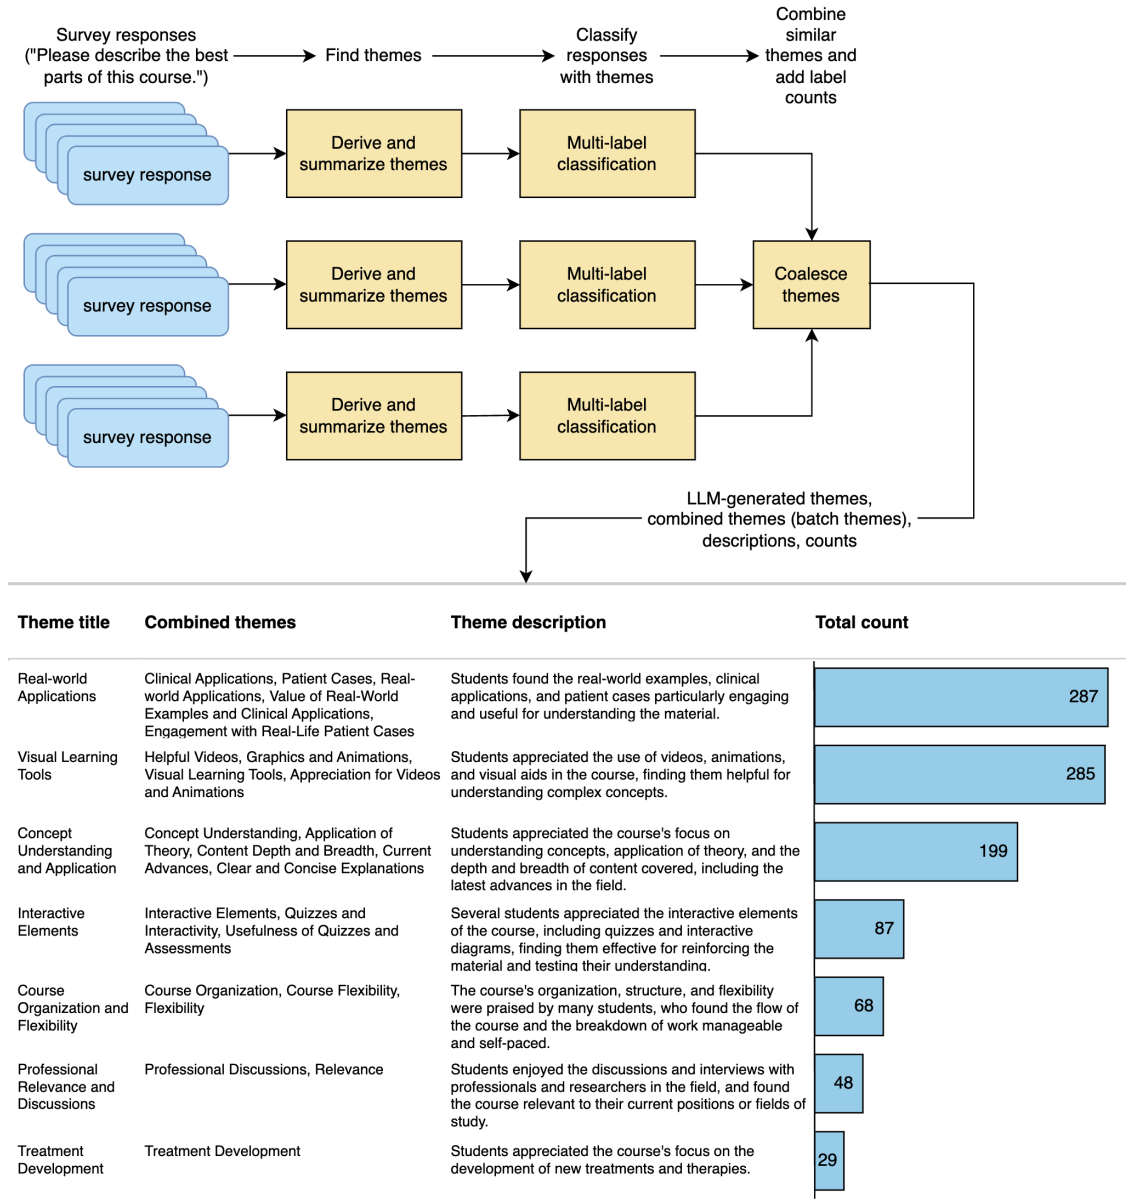 Survey responses
("Please describe the best
parts of this course.")
Find themes
Classify
responses
with themes
Combine
similar
themes and
add label
counts
survey response
Derive and
summarize themes
Multi-label
classification
survey response
Derive and
summarize themes
Multi-label
classification
Coalesce
themes
survey response
Derive and
summarize themes
Multi-label
classification
LLM-generated themes,
combined themes (batch themes),
descriptions, counts
Theme title
Combined themes
Theme description
Total count
Real-world
Applications
Clinical Applications, Patient Cases, Real-
world Applications, Value of Real-World
Examples and Clinical Applications,
Engagement with Real-Life Patient Cases
Students found the real-world examples, clinical
applications, and patient cases particularly engaging
and useful for understanding the material.
287
Visual Learning
Tools
Helpful Videos, Graphics and Animations,
Visual Learning Tools, Appreciation for Videos
and Animations
Students appreciated the use of videos, animations,
and visual aids in the course, finding them helpful for
understanding complex concepts.
285
Concept
Understanding
and Application
Concept Understanding, Application of
Theory, Content Depth and Breadth, Current
Advances, Clear and Concise Explanations
Students appreciated the course's focus on
understanding concepts, application of theory, and the
depth and breadth of content covered, including the
latest advances in the field.
199
Interactive
Elements
Interactive Elements, Quizzes and
Interactivity, Usefulness of Quizzes and
Assessments
Several students appreciated the interactive elements
of the course, including quizzes and interactive
diagrams, finding them effective for reinforcing the
material and testing their understanding.
87
Course
Organization and
Flexibility
Course Organization, Course Flexibility,
Flexibility
The course's organization, structure, and flexibility
were praised by many students, who found the flow of
the course and the breakdown of work manageable
and self-paced.
68
Professional
Relevance and
Discussions
Professional Discussions, Relevance
Students enjoyed the discussions and interviews with
professionals and researchers in the field, and found
the course relevant to their current positions or fields of
study.
48
Treatment
Development
Treatment Development
Students appreciated the course's focus on the
development of new treatments and therapies.
29